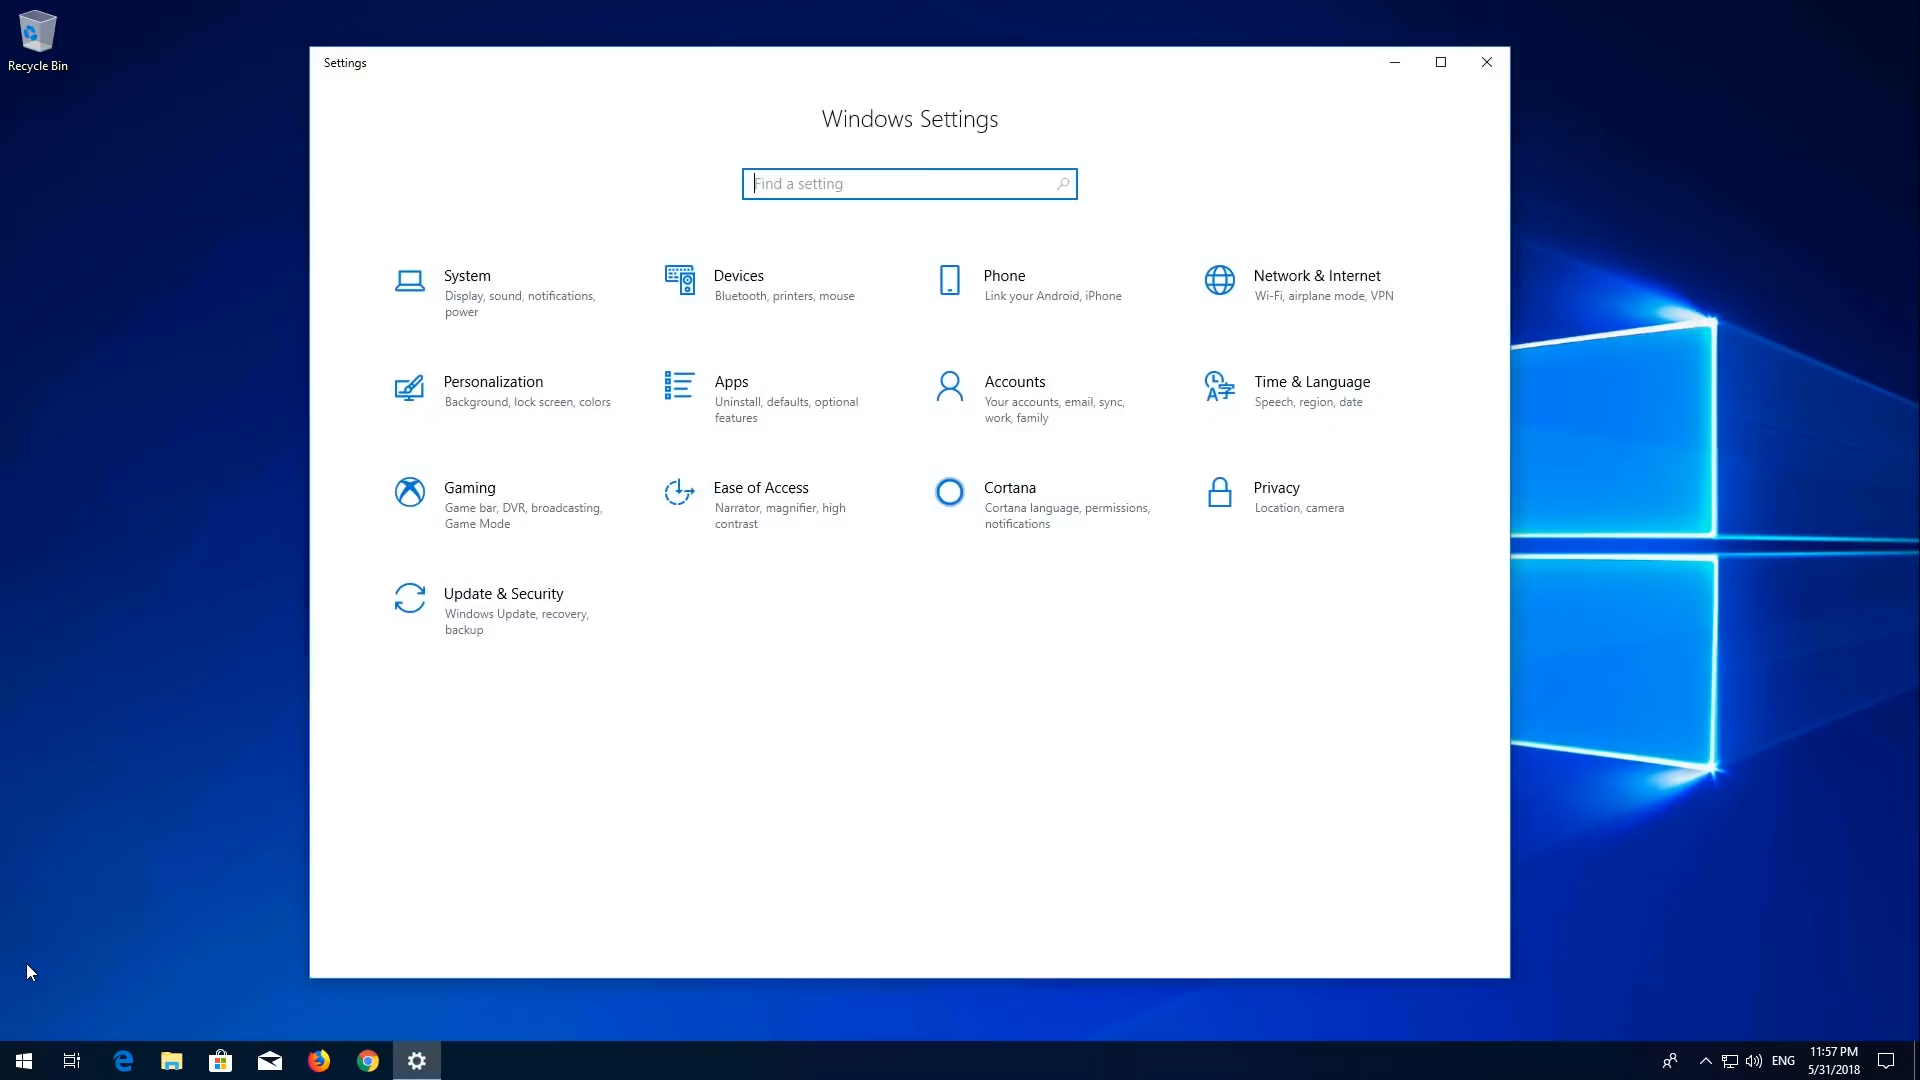 Recycle Bin
Settings
Windows Settings
Find a setting
System
Display, sound, notifications,
power
Devices
Bluetooth, printers, mouse
Phone
Link your Android, iPhone
Network & Internet
Wi-Fi, airplane mode, VPN
Personalization
Background, lock screen, colors
Apps
Uninstall, defaults, optional
features
Accounts
Your accounts, email, sync,
work, family
Time & Language
Speech, region, date
Gaming
Game bar, DVR, broadcasting,
Game Mode
Ease of Access
Narrator, magnifier, high
contrast
Cortana
Cortana language, permissions,
notifications
Privacy
Location, camera
Update & Security
Windows Update, recovery,
backup
ENG
11:57 PM
5/31/2018